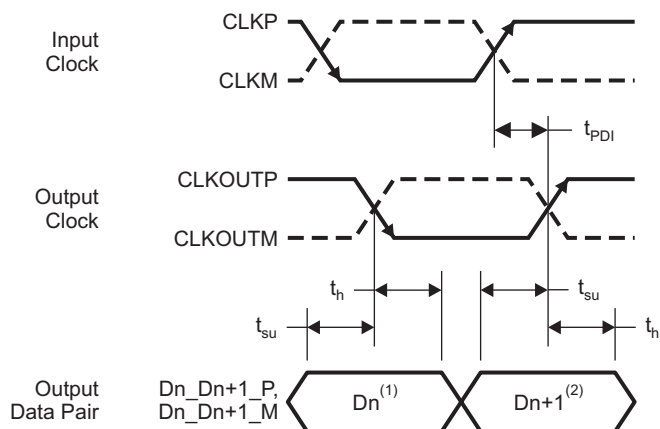 Input
Clock
CLKP
CLKM
t_PDI
Output
Clock
CLKOUTP
CLKOUTM
t_su
t_h
t_su
t_h
Output
Data Pair
Dn_Dn+1_P,
Dn_Dn+1_M
Dn(1)
Dn+1(2)